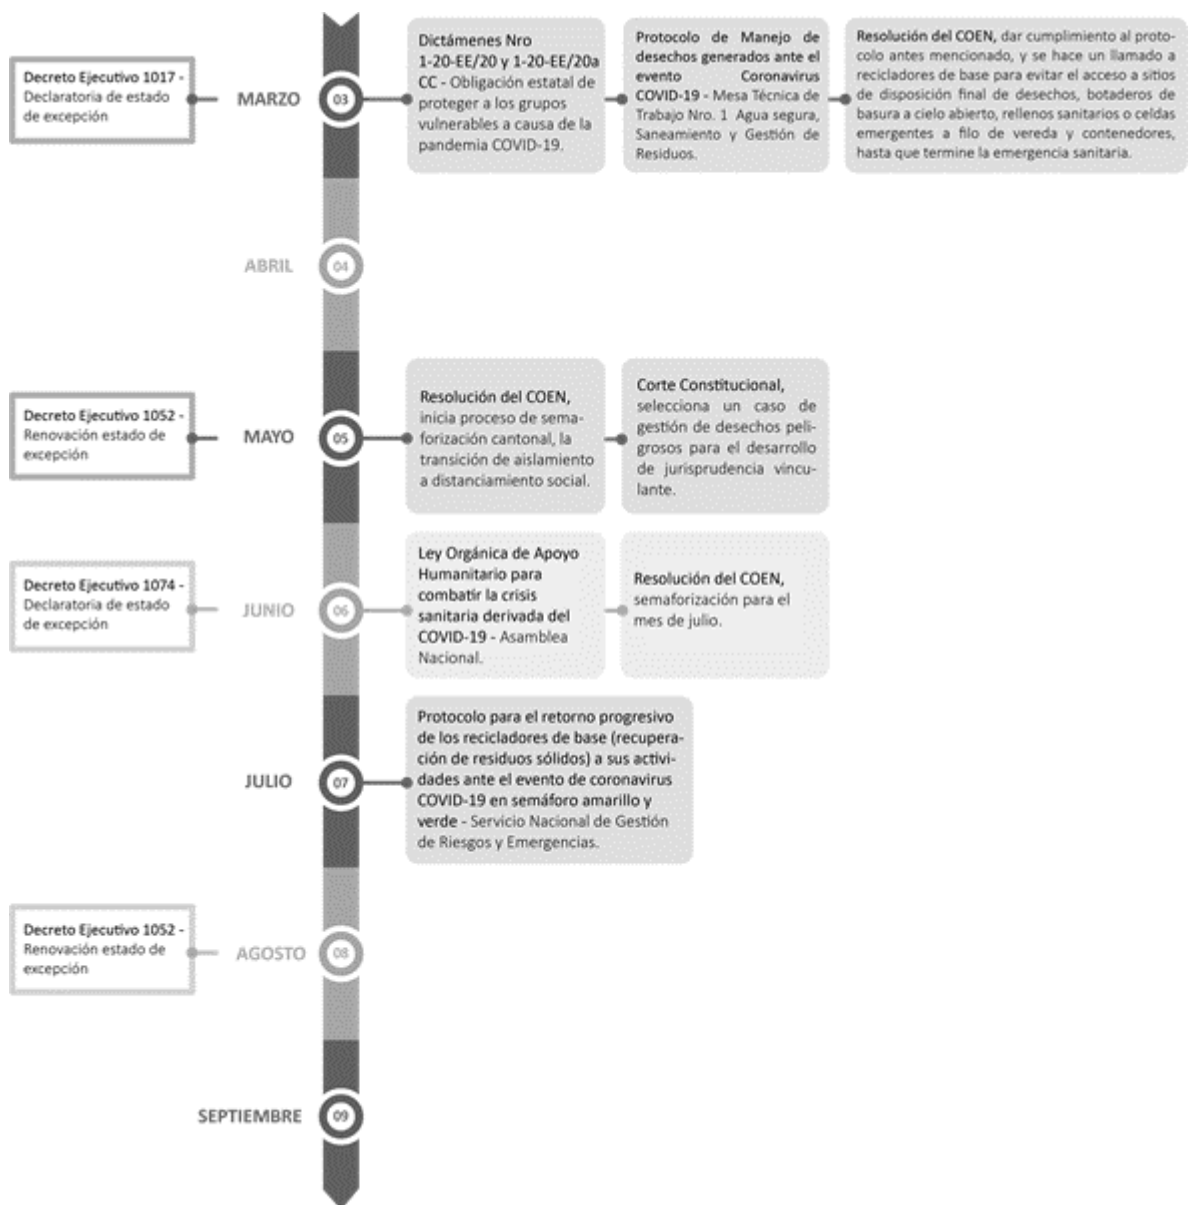 Decreto Ejecutivo 1017 -
Declaratoria de estado
de excepción
MARZO
03
Dictámenes Nro
1-20-EE/20 y 1-20-EE/20a
CC - Obligación estatal de
proteger a los grupos
vulnerables a causa de la
pandemia COVID-19.
Protocolo de Manejo de
desechos generados ante el
evento Coronavirus
COVID-19 - Mesa Técnica de
Trabajo Nro. 1 Agua segura,
Saneamiento y Gestión de
Residuos.
Resolución del COEN, dar cumplimiento al proto-
colo antes mencionado, y se hace un llamado a
recicladores de base para evitar el acceso a sitios
de disposición final de desechos, botaderos de
basura a cielo abierto, rellenos sanitarios o celdas
emergentes a filo de vereda y contenedores,
hasta que termine la emergencia sanitaria.
ABRIL
04
Decreto Ejecutivo 1052 -
Renovación estado de
excepción
MAYO
05
Resolución del COEN,
inicia proceso de sema-
forización cantonal, la
transición de aislamiento
a distanciamiento social.
Corte Constitucional,
selecciona un caso de
gestión de desechos peli-
grosos para el desarrollo
de jurisprudencia vincu-
lante.
Decreto Ejecutivo 1074 -
Declaratoria de estado
de excepción
JUNIO
06
Ley Orgánica de Apoyo
Humanitario para
combatir la crisis
sanitaria derivada del
COVID-19 - Asamblea
Nacional.
Resolución del COEN,
semaforización para el
mes de julio.
JULIO
07
Protocolo para el retorno progresivo
de los recicladores de base (recupe-
ración de residuos sólidos) a sus activi-
dades ante el evento de coronavirus
COVID-19 en semáforo amarillo y
verde - Servicio Nacional de Gestión
de Riesgos y Emergencias.
Decreto Ejecutivo 1052 -
Renovación estado de
excepción
AGOSTO
08
SEPTIEMBRE
09